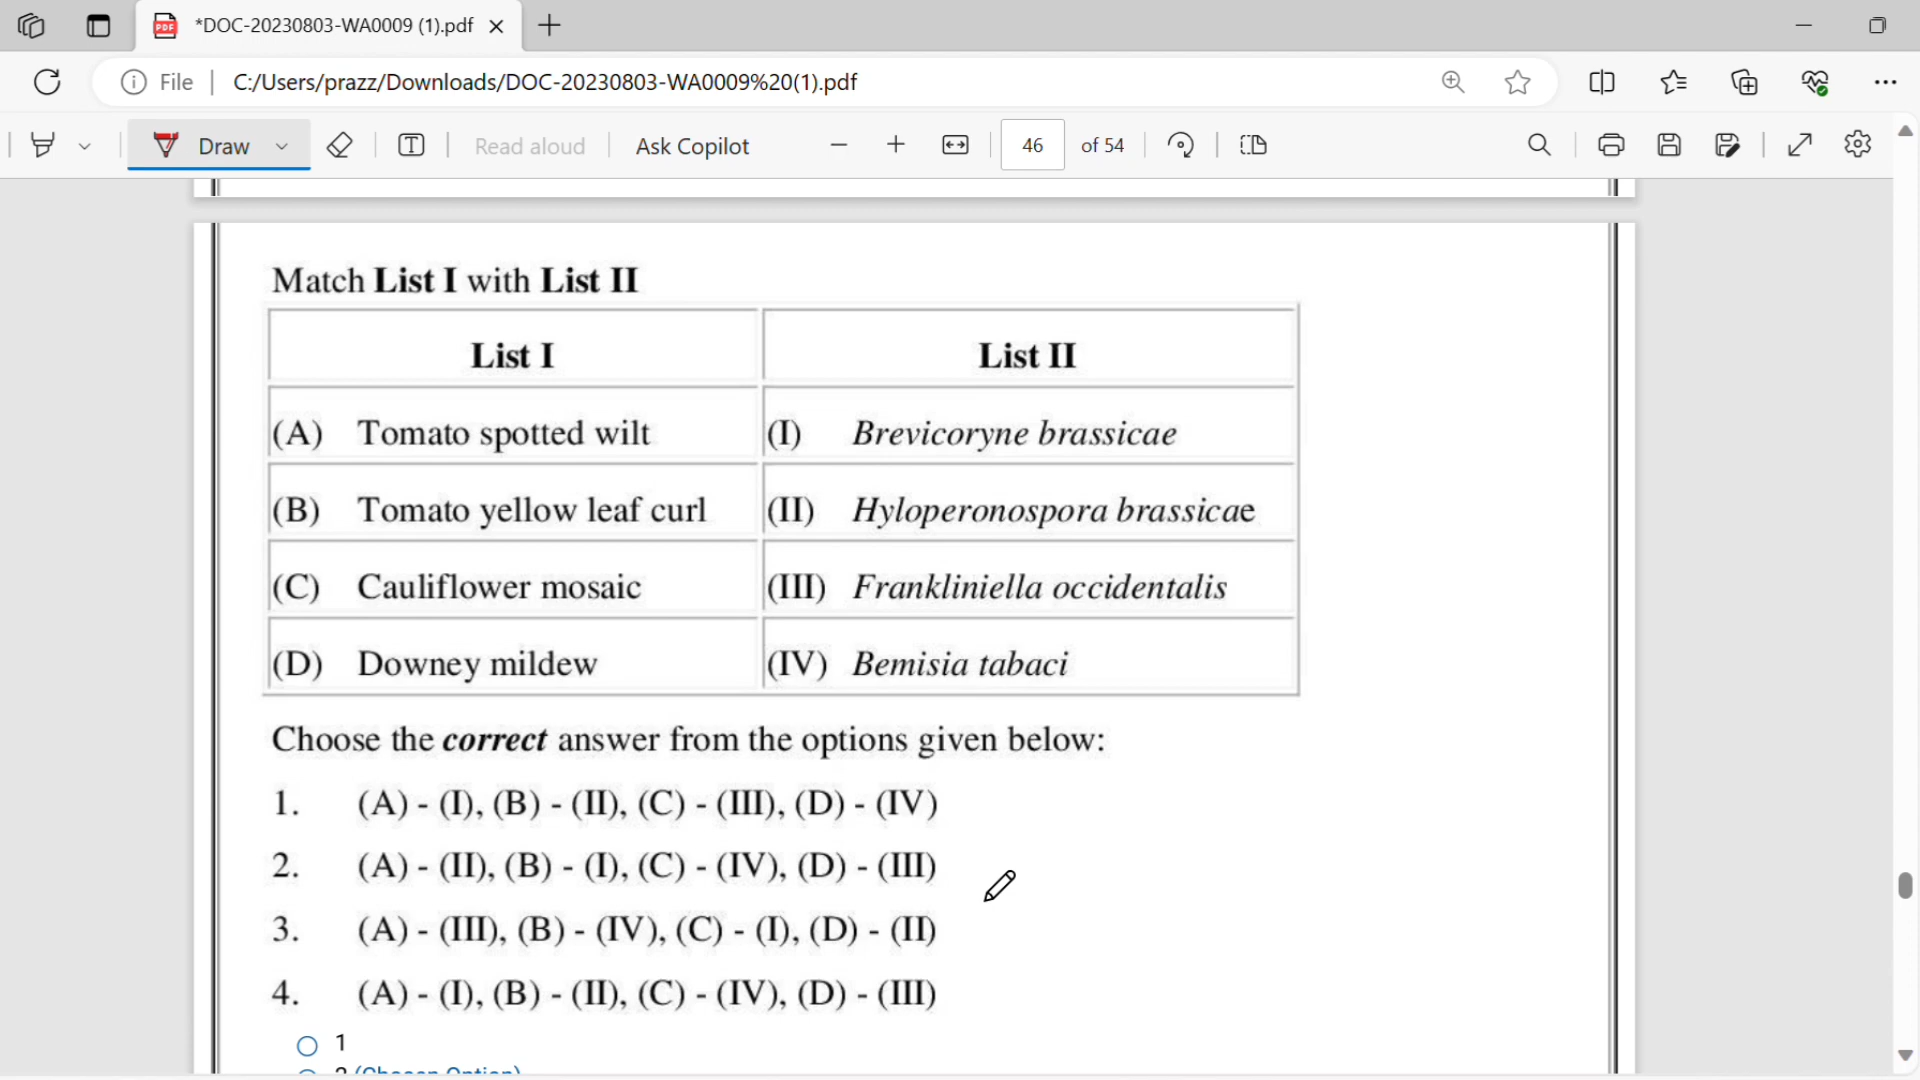 *DOC-20230803-WA0009 (1).pdf
File C:/Users/prazz/Downloads/DOC-20230803-WA0009%20(1).pdf
Draw T Read aloud Ask Copilot 46 of 54
Match List I with List II
List I List II
(A) Tomato spotted wilt (I) Brevicoryne brassicae
(B) Tomato yellow leaf curl (II) Hyloperonospora brassicae
(C) Cauliflower mosaic (III) Frankliniella occidentalis
(D) Downey mildew (IV) Bemisia tabaci
Choose the correct answer from the options given below:
1. (A) - (I), (B) - (II), (C) - (III), (D) - (IV)
2. (A) - (II), (B) - (I), (C) - (IV), (D) - (III)
3. (A) - (III), (B) - (IV), (C) - (I), (D) - (II)
4. (A) - (I), (B) - (II), (C) - (IV), (D) - (III)
1
2 (Chosen Option)